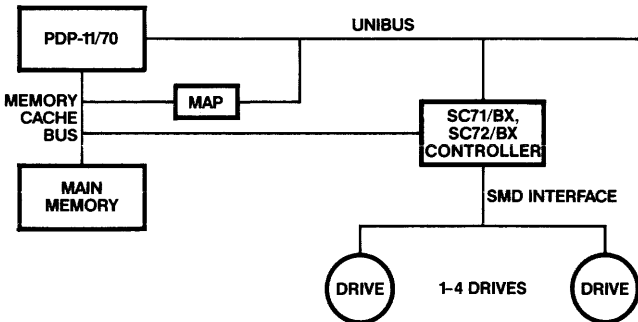 UNIBUS
PDP-11/70
MEMORY
CACHE
BUS
MAP
SC71/BX,
SC72/BX
CONTROLLER
MAIN
MEMORY
SMD INTERFACE
DRIVE
1–4 DRIVES
DRIVE